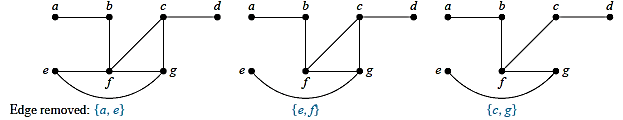 a b c d a b c d a b c d
e f g e f g e f g
Edge removed: {a, e} {e, f} {c, g}